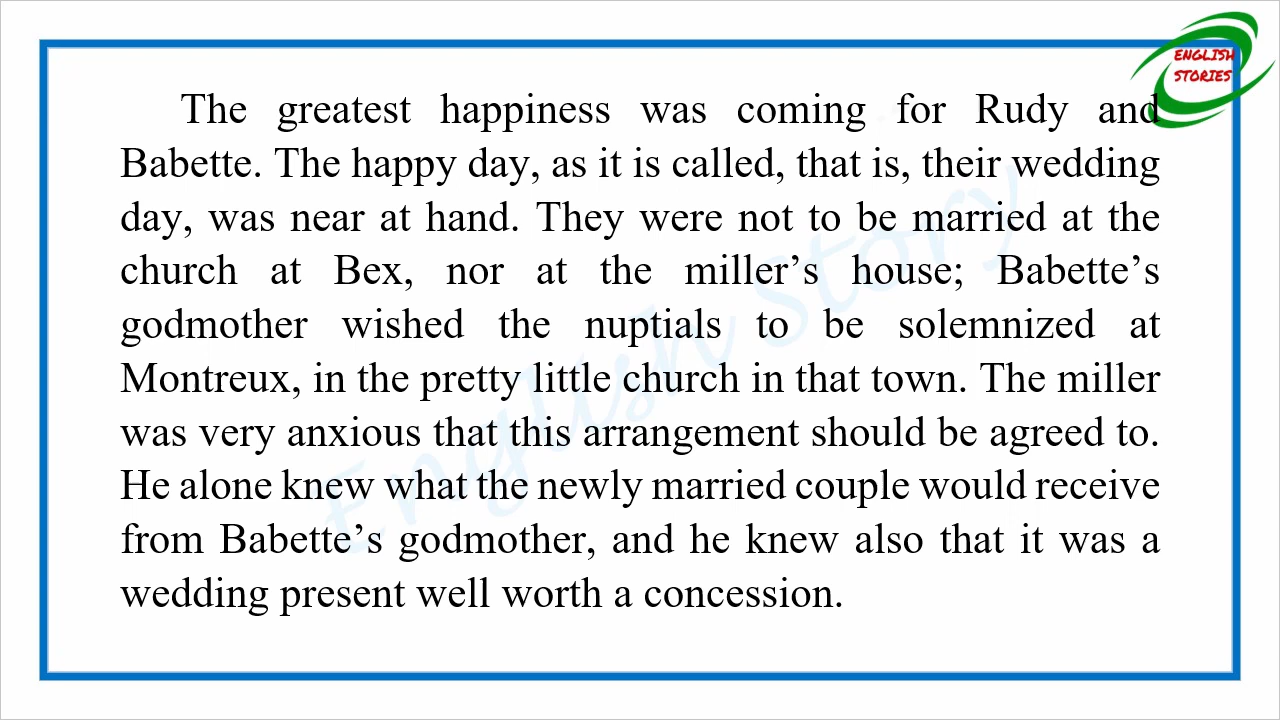 ENGLISH
STORIES
The greatest happiness was coming for Rudy and
Babette. The happy day, as it is called, that is, their wedding
day, was near at hand. They were not to be married at the
church at Bex, nor at the miller’s house; Babette’s
godmother wished the nuptials to be solemnized at
Montreux, in the pretty little church in that town. The miller
was very anxious that this arrangement should be agreed to.
He alone knew what the newly married couple would receive
from Babette’s godmother, and he knew also that it was a
wedding present well worth a concession.
English Story